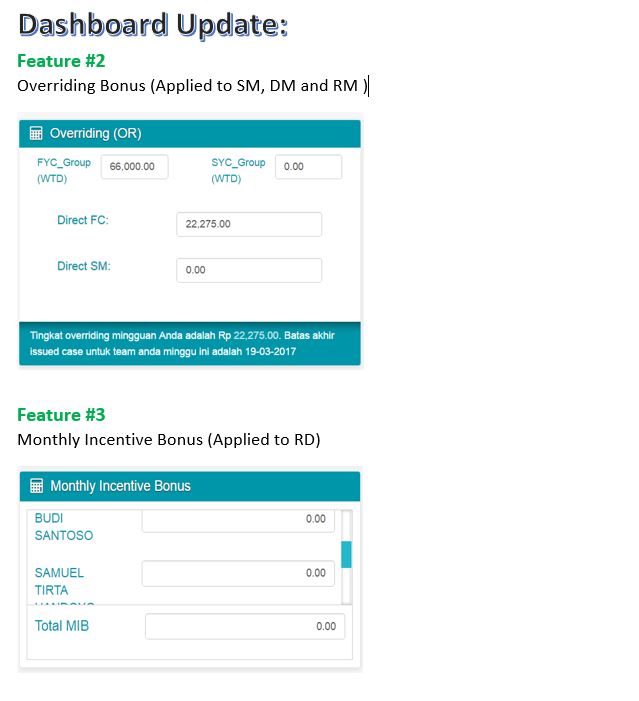 Dashboard Update:
Feature #2
Overriding Bonus (Applied to SM, DM and RM )
Overriding (OR)
FYC_Group (WTD) 66,000.00 SYC_Group (WTD) 0.00
Direct FC: 22,275.00
Direct SM: 0.00
Tingkat overriding mingguan Anda adalah Rp 22,275.00. Batas akhir
issued case untuk team anda minggu ini adalah 19-03-2017
Feature #3
Monthly Incentive Bonus (Applied to RD)
Monthly Incentive Bonus
BUDI 0.00
SANTOSO
SAMUEL 0.00
TIRTA
Total MIB 0.00